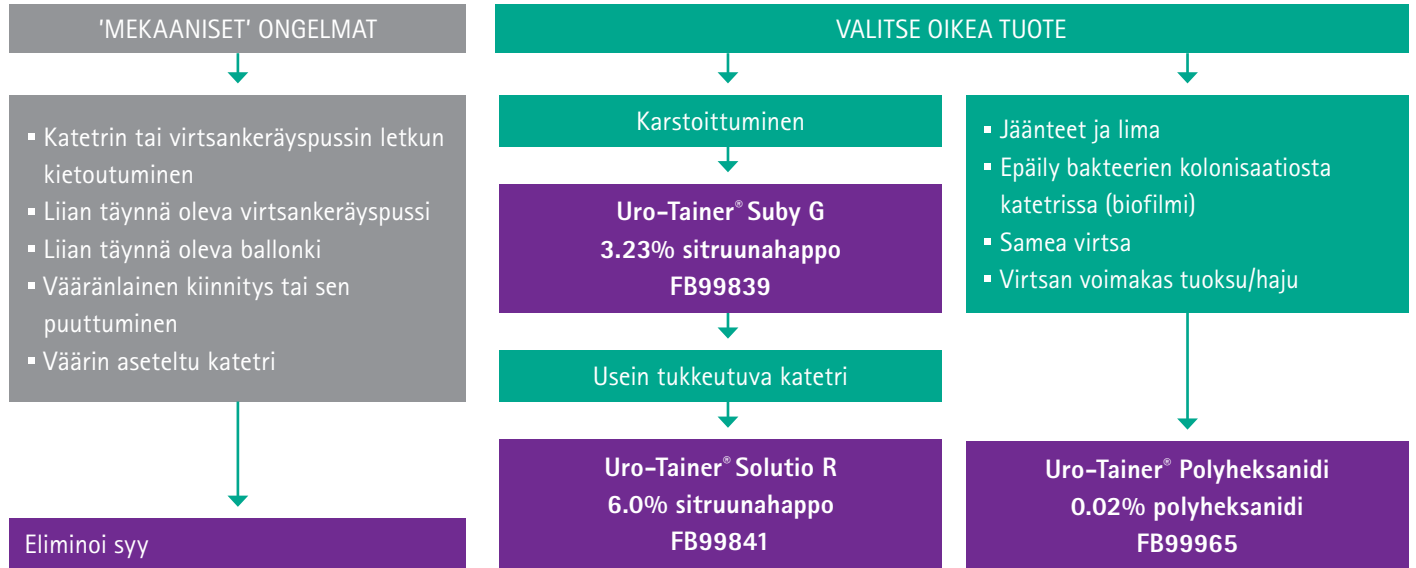 'MEKAANISET' ONGELMAT
▪ Katetrin tai virtsankeräyspussin letkun
kietoutuminen
▪ Liian täynnä oleva virtsankeräyspussi
▪ Liian täynnä oleva ballonki
▪ Vääränlainen kiinnitys tai sen
puuttuminen
▪ Väärin aseteltu katetri
Eliminoi syy
VALITSE OIKEA TUOTE
Karstoittuminen
Uro-Tainer® Suby G
3.23% sitruunahappo
FB99839
Usein tukkeutuva katetri
Uro-Tainer® Solutio R
6.0% sitruunahappo
FB99841
▪ Jäänteet ja lima
▪ Epäily bakteerien kolonisaatiosta
katetrissa (biofilmi)
▪ Samea virtsa
▪ Virtsan voimakas tuoksu/haju
Uro-Tainer® Polyheksanidi
0.02% polyheksanidi
FB99965